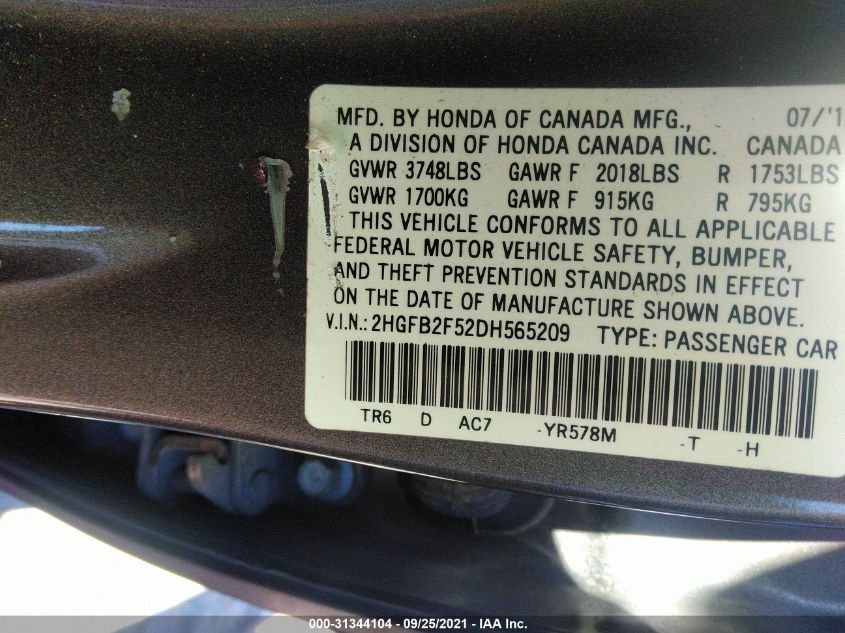 MFD. BY HONDA OF CANADA MFG., 07/'1
A DIVISION OF HONDA CANADA INC. CANADA
GVWR 3748LBS GAWR F 2018LBS R 1753LBS
GVWR 1700KG GAWR F 915KG R 795KG
THIS VEHICLE CONFORMS TO ALL APPLICABLE
FEDERAL MOTOR VEHICLE SAFETY, BUMPER,
AND THEFT PREVENTION STANDARDS IN EFFECT
ON THE DATE OF MANUFACTURE SHOWN ABOVE.
V.I.N.: 2HGFB2F52DH565209 TYPE: PASSENGER CAR
TR6 D AC7 -YR578M -T -H
000-31344104 - 09/25/2021 - IAA Inc.